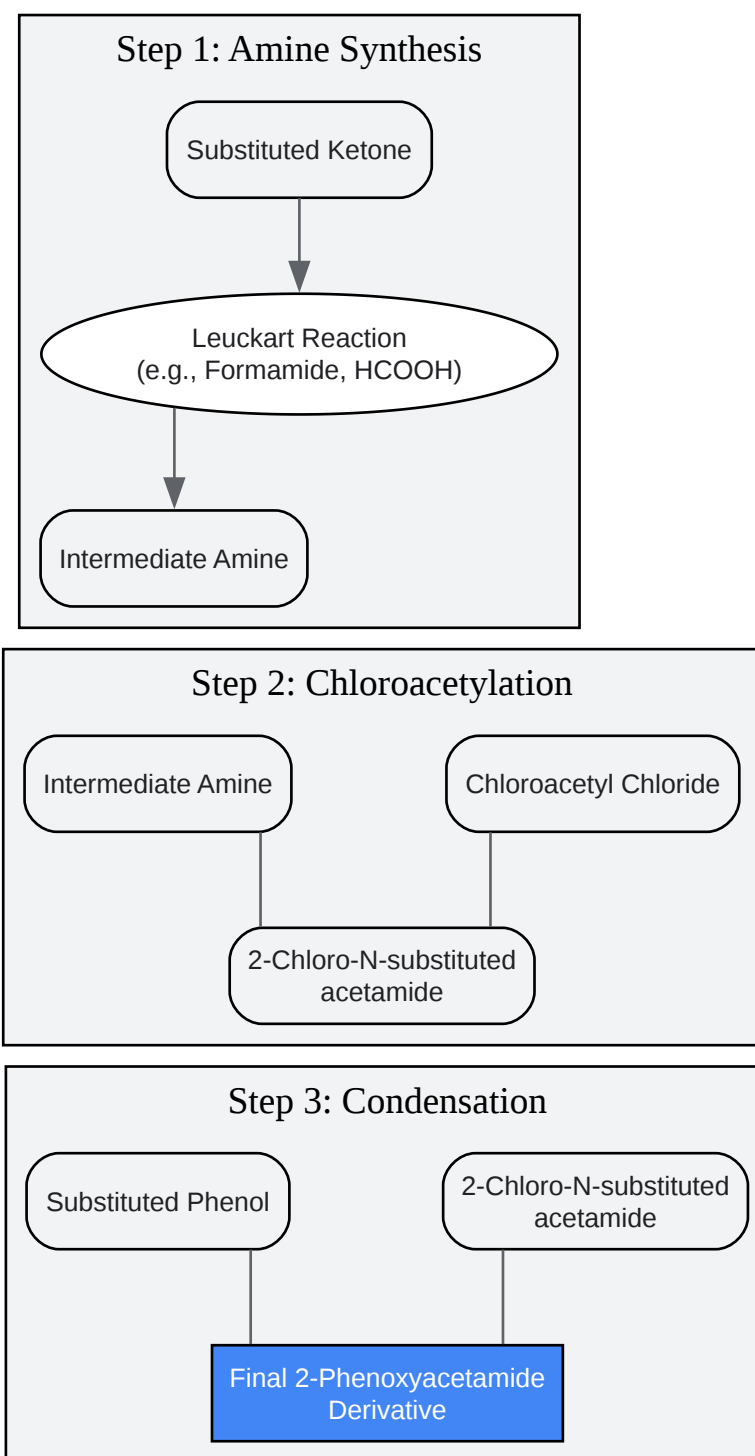 Step 1: Amine Synthesis
Substituted Ketone
Leuckart Reaction
(e.g., Formamide, HCOOH)
Intermediate Amine
Step 2: Chloroacetylation
Intermediate Amine
Chloroacetyl Chloride
2-Chloro-N-substituted
acetamide
Step 3: Condensation
Substituted Phenol
2-Chloro-N-substituted
acetamide
Final 2-Phenoxyacetamide
Derivative